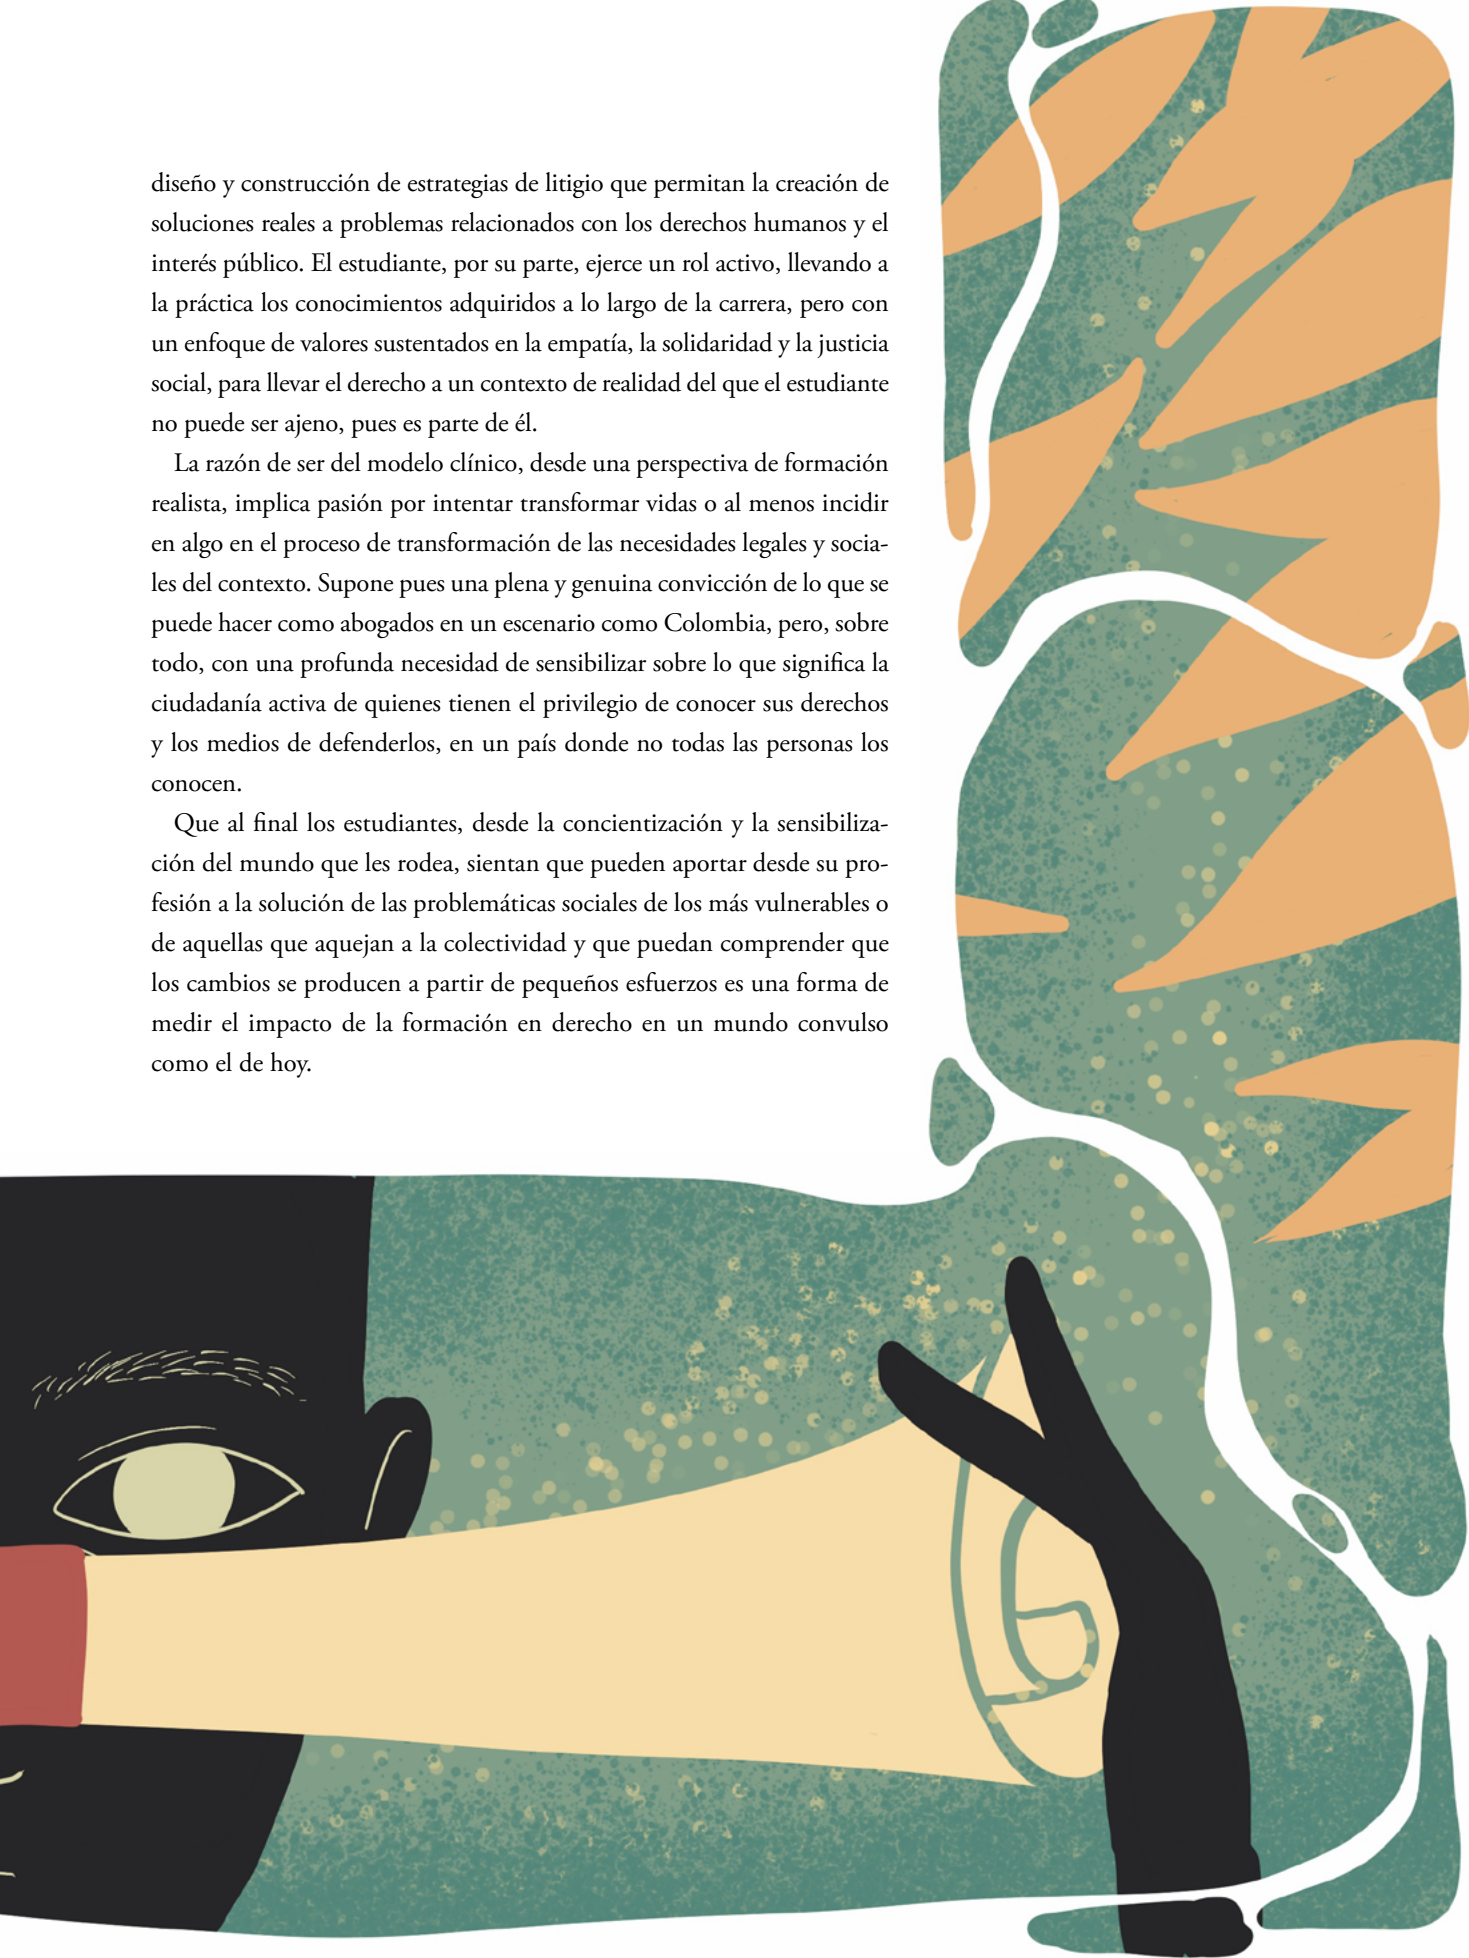 diseño y construcción de estrategias de litigio que permitan la creación de
soluciones reales a problemas relacionados con los derechos humanos y el
interés público. El estudiante, por su parte, ejerce un rol activo, llevando a
la práctica los conocimientos adquiridos a lo largo de la carrera, pero con
un enfoque de valores sustentados en la empatía, la solidaridad y la justicia
social, para llevar el derecho a un contexto de realidad del que el estudiante
no puede ser ajeno, pues es parte de él.
La razón de ser del modelo clínico, desde una perspectiva de formación
realista, implica pasión por intentar transformar vidas o al menos incidir
en algo en el proceso de transformación de las necesidades legales y socia-
les del contexto. Supone pues una plena y genuina convicción de lo que se
puede hacer como abogados en un escenario como Colombia, pero, sobre
todo, con una profunda necesidad de sensibilizar sobre lo que significa la
ciudadanía activa de quienes tienen el privilegio de conocer sus derechos
y los medios de defenderlos, en un país donde no todas las personas los
conocen.
Que al final los estudiantes, desde la concientización y la sensibiliza-
ción del mundo que les rodea, sientan que pueden aportar desde su pro-
fesión a la solución de las problemáticas sociales de los más vulnerables o
de aquellas que aquejan a la colectividad y que puedan comprender que
los cambios se producen a partir de pequeños esfuerzos es una forma de
medir el impacto de la formación en derecho en un mundo convulso
como el de hoy.